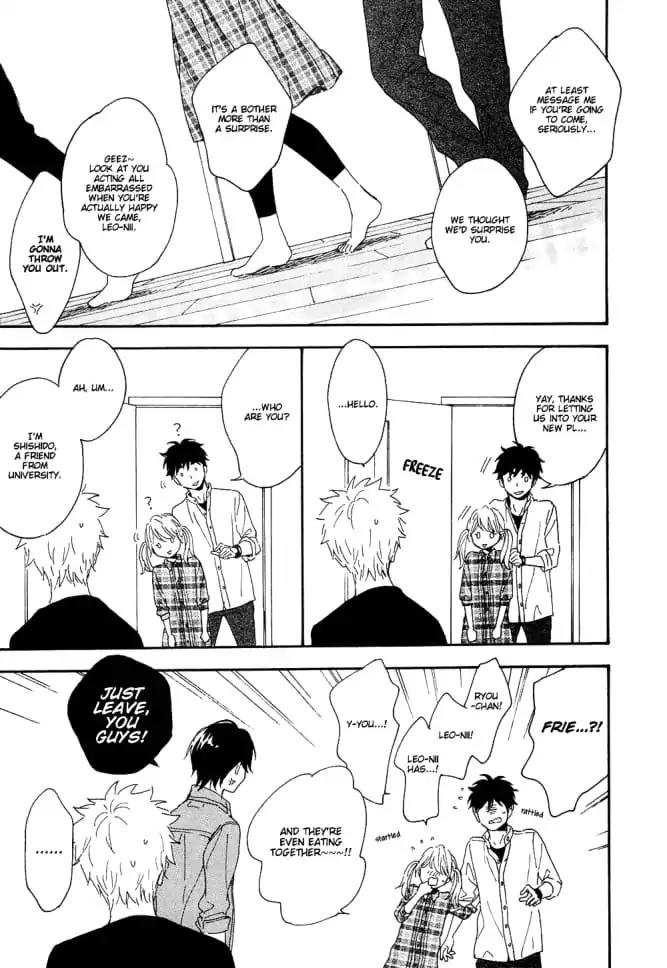 AT LEAST
MESSAGE ME
IF YOU'RE
GOING
TO COME,
SERIOUSLY...
WE THOUGHT
WE'D SURPRISE
YOU.
IT'S A BOTHER
MORE THAN
A SURPRISE.
GEEZ~
LOOK AT YOU
ACTING ALL
EMBARRASSED
WHEN YOU'RE
ACTUALLY HAPPY
WE CAME,
LEO-NII.
I'M
GONNA
THROW
YOU OUT.
YAY, THANKS
FOR LETTING
US INTO YOUR
NEW PL...
FREEZE
...HELLO.
...WHO
ARE YOU?
?
?
AH, UM...
I'M
SHISHIDO,
A FRIEND
FROM
UNIVERSITY.
FRIE...?!
RYOU
-CHAN!
Y-YOU...!
LEO-NII!
LEO-NII
HAS...!
rattled
startled
AND THEY'RE
EVEN EATING
TOGETHER~~~!!
JUST
LEAVE,
YOU
GUYS!
......